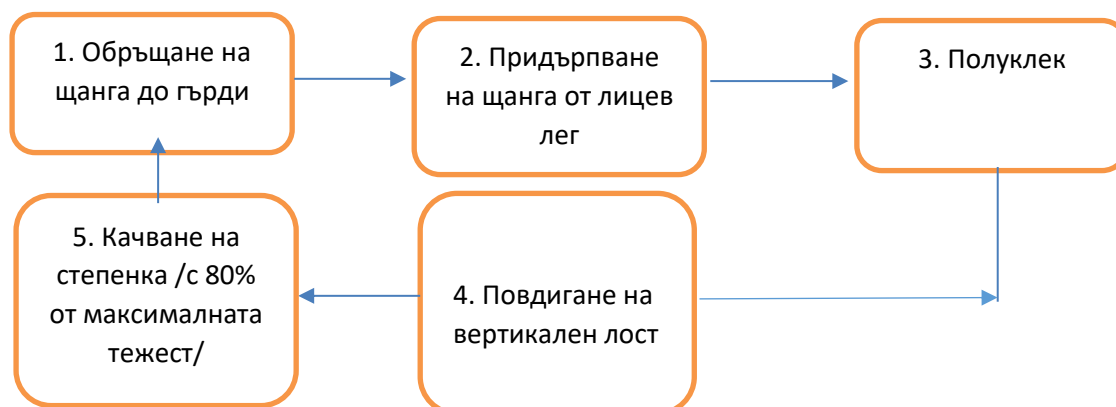 1. Обръщане на
щанга до гърди
2. Придърпване
на щанга от лицев
лег
3. Полуклек
4. Повдигане на
вертикален лост
5. Качване на
степенка /с 80%
от максималната
тежест/